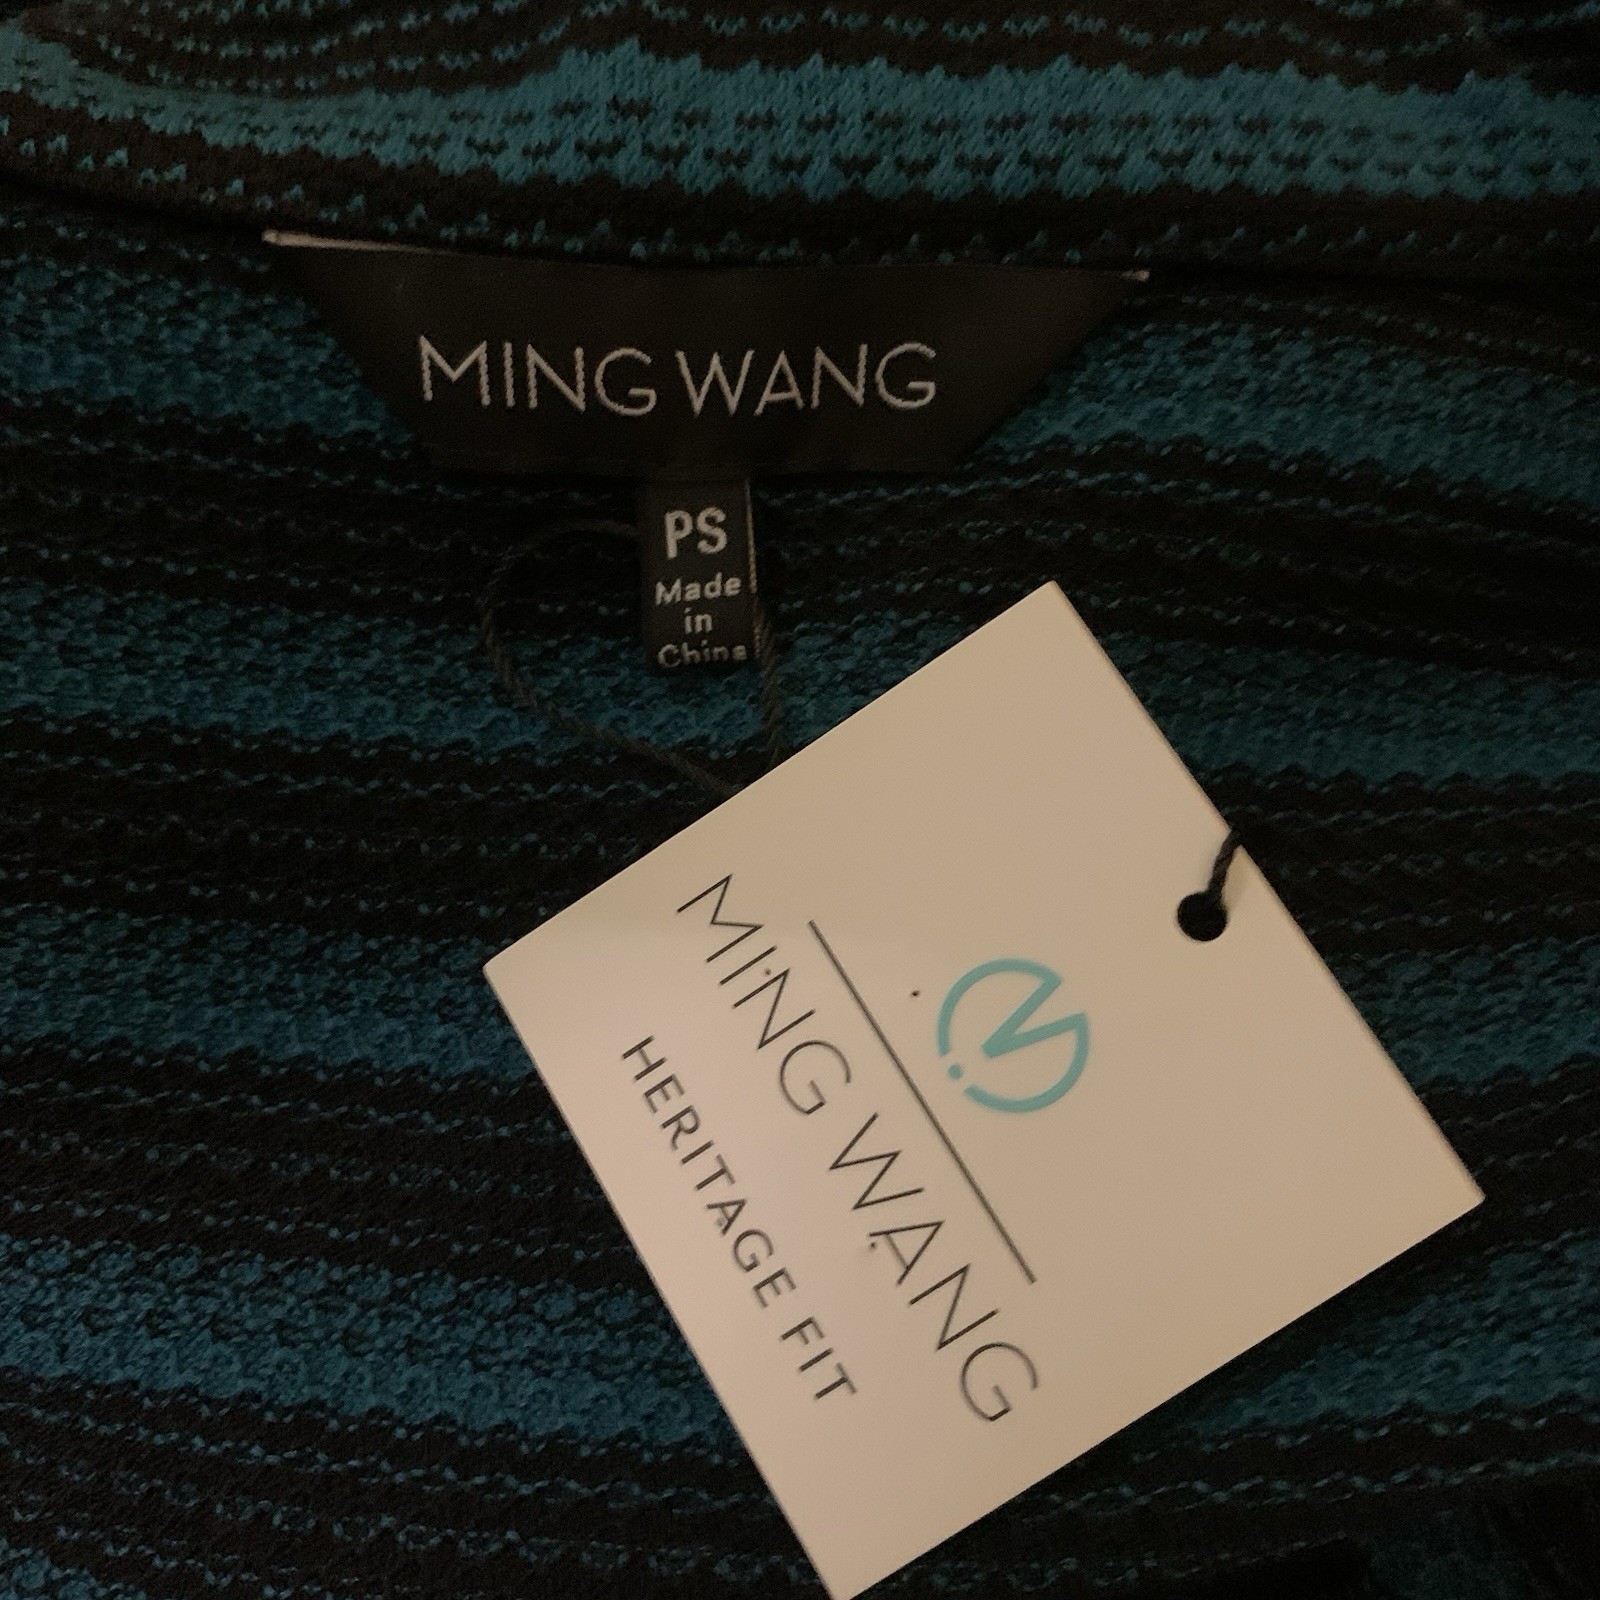 MING WANG
PS
Made
in
China
MING WANG
HERITAGE FIT